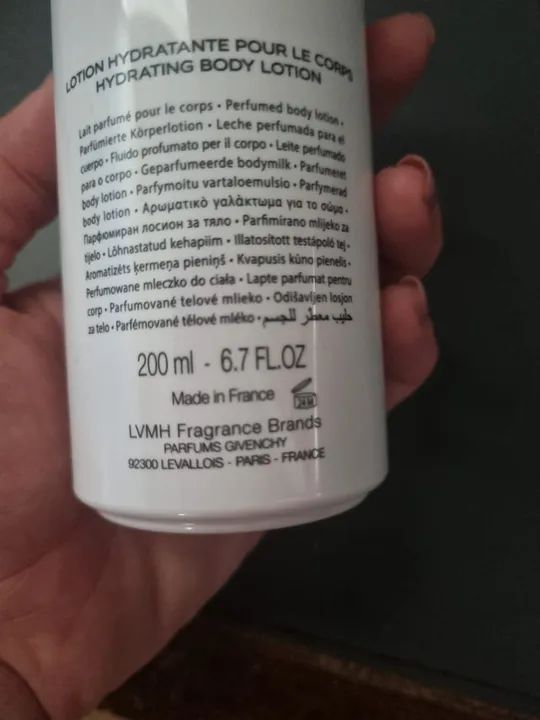 LOTION HYDRATANTE POUR LE CORPS
HYDRATING BODY LOTION
Lait parfumé pour le corps • Perfumed body lotion •
Parfümierte Körperlotion • Leche perfumada para el
cuerpo • Fluido profumato per il corpo • Leite perfumado
para o corpo • Geparfumeerde bodymilk • Parfumeret
body lotion • Parfymoitu vartaloemulsio • Parfymerad
body lotion • Αρωματικό γαλάκτωμα για το σώμα •
Парфюмиран лосион за тяло • Parfimirano mlijeko za
tijelo • Lõhnastatud kehapiim • Illatosított testápoló tej •
Aromatizēts ķermeņa pieniņš • Kvapusis kūno pienelis •
Perfumowane mleczko do ciała • Lapte parfumat pentru
corp • Parfumované telové mlieko • Odišavljen losjon
za telo • Parfémované tělové mléko • حليب معطر للجسم
200 ml - 6.7 FL.OZ
Made in France
24M
LVMH Fragrance Brands
PARFUMS GIVENCHY
92300 LEVALLOIS - PARIS - FRANCE